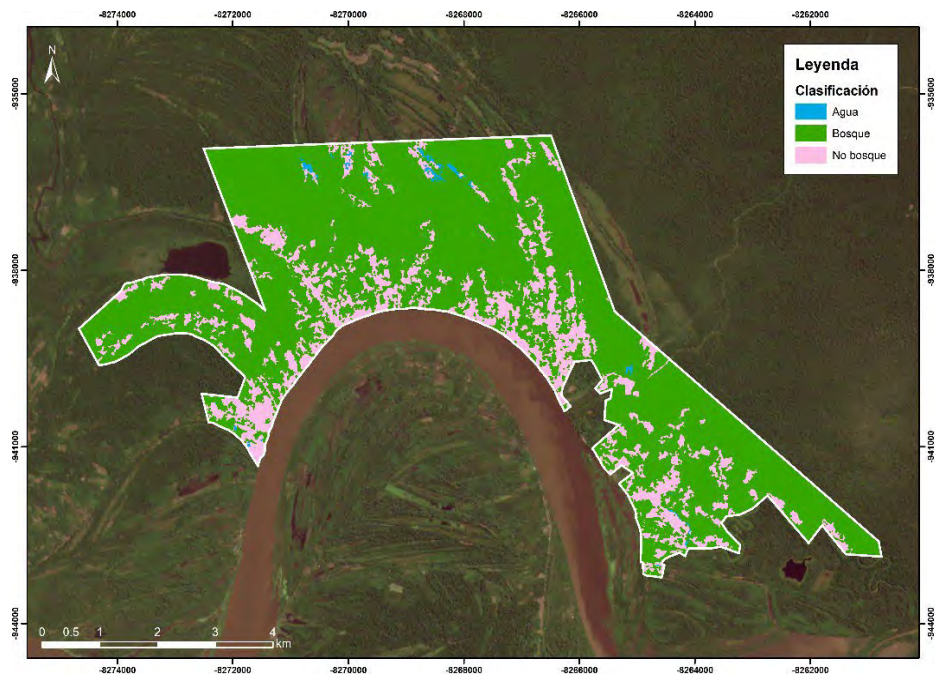 -8274000 -8272000 -8270000 -8268000 -8266000 -8264000 -8262000
N
Leyenda
Clasificación
Agua
Bosque
No bosque
-935000 -935000
-938000 -938000
-941000 -941000
-944000 -944000
0 0.5 1 2 3 4
km
-8274000 -8272000 -8270000 -8268000 -8266000 -8264000 -8262000